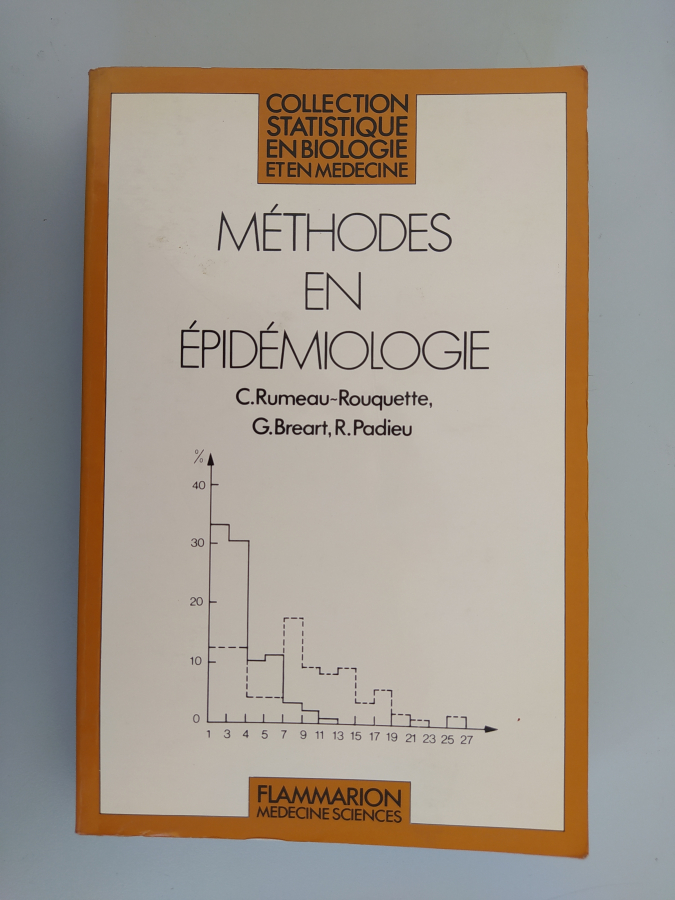 COLLECTION
STATISTIQUE
EN BIOLOGIE
ET EN MEDECINE
MÉTHODES
EN
ÉPIDÉMIOLOGIE
C.Rumeau-Rouquette,
G.Breart, R.Padieu
%
40
30
20
10
0
1 3 4 5 7 9 11 13 15 17 19 21 23 25 27
FLAMMARION
MEDECINE SCIENCES